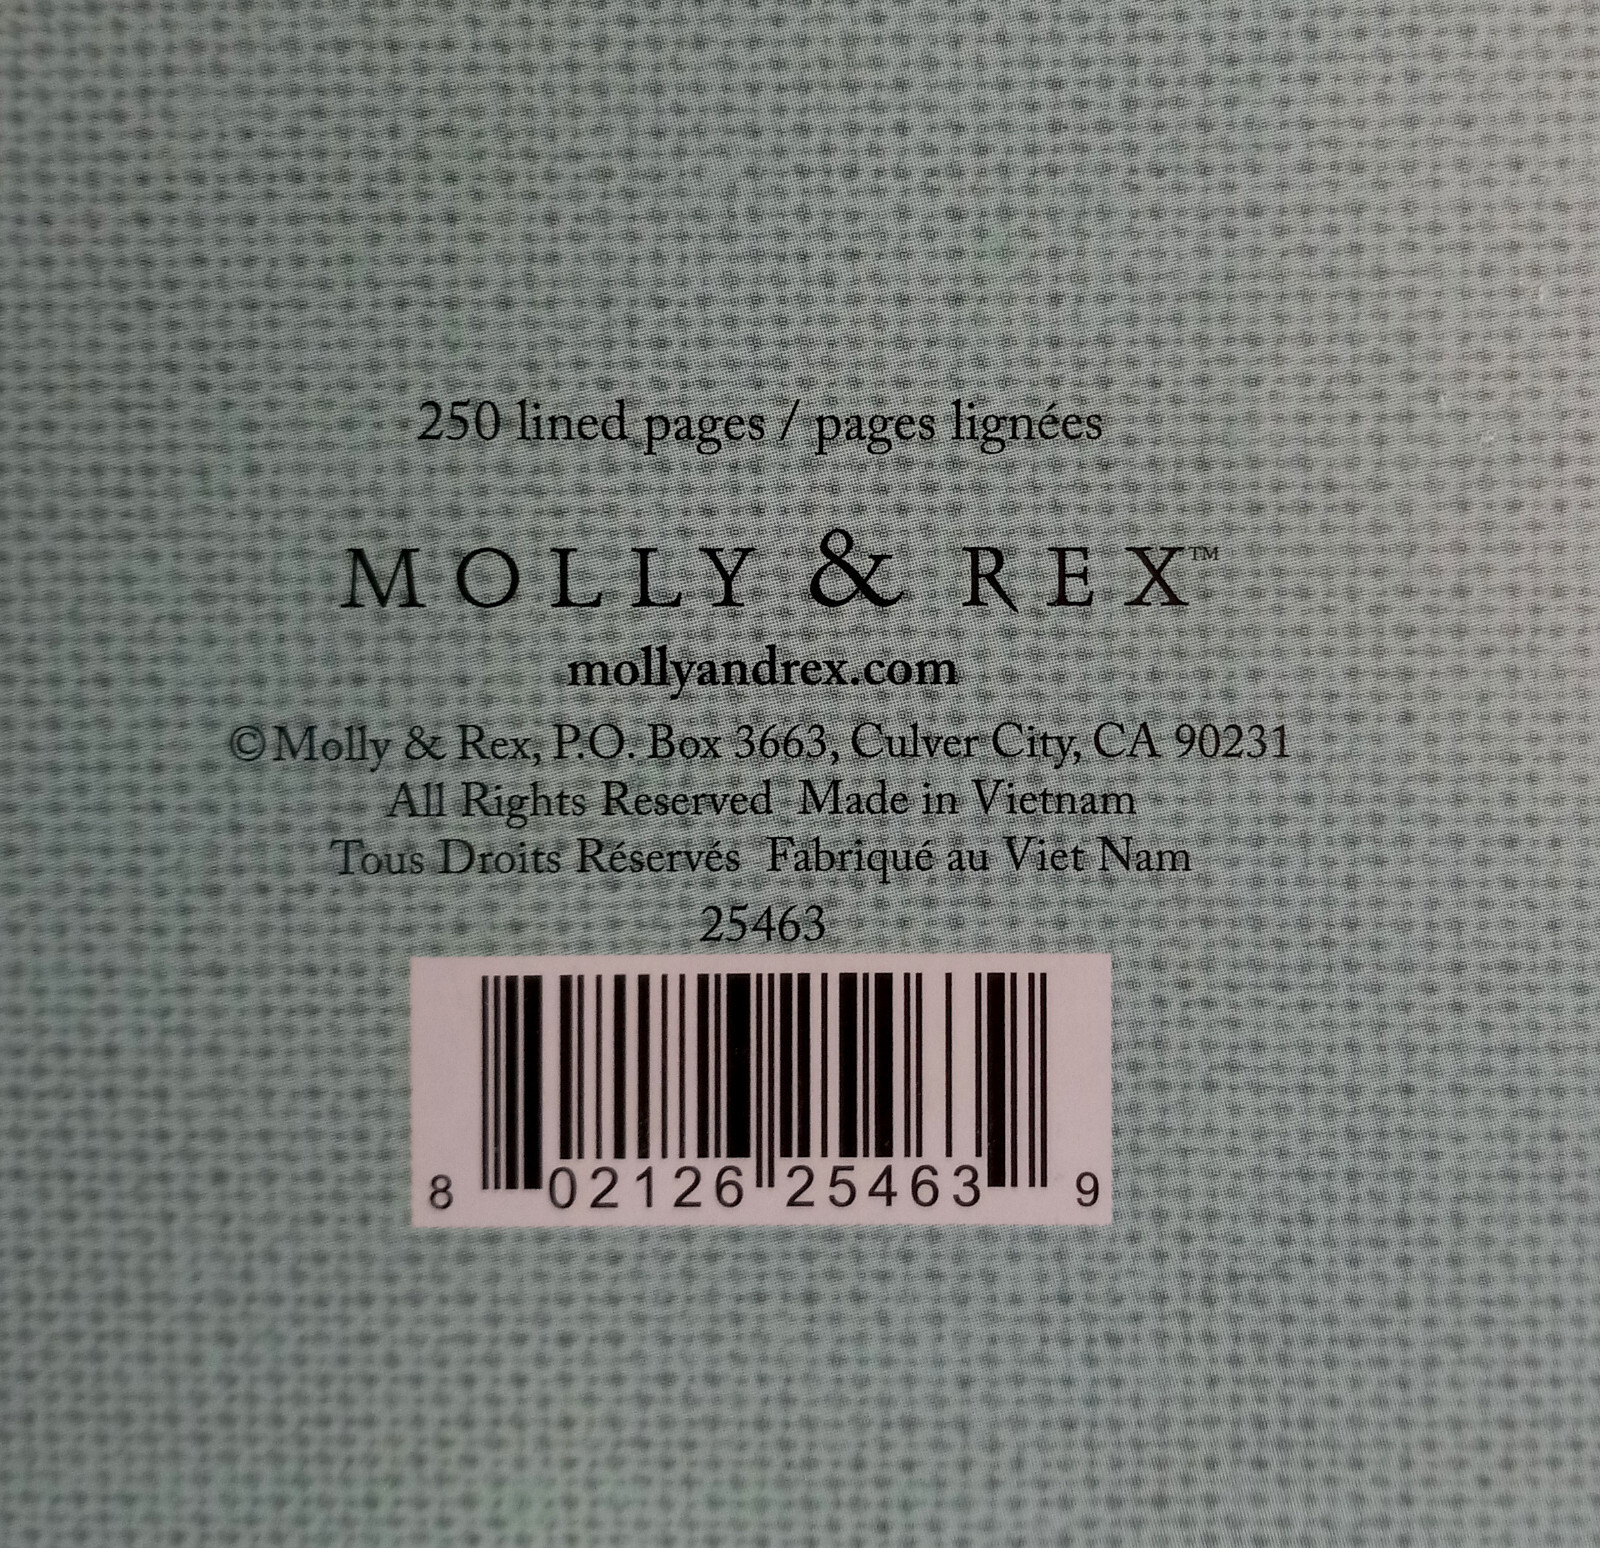 250 lined pages / pages lignées
MOLLY & REX™
mollyandrex.com
©Molly & Rex, P.O. Box 3663, Culver City, CA 90231
All Rights Reserved Made in Vietnam
Tous Droits Réservés Fabriqué au Viet Nam
25463
8 02126 25463 9